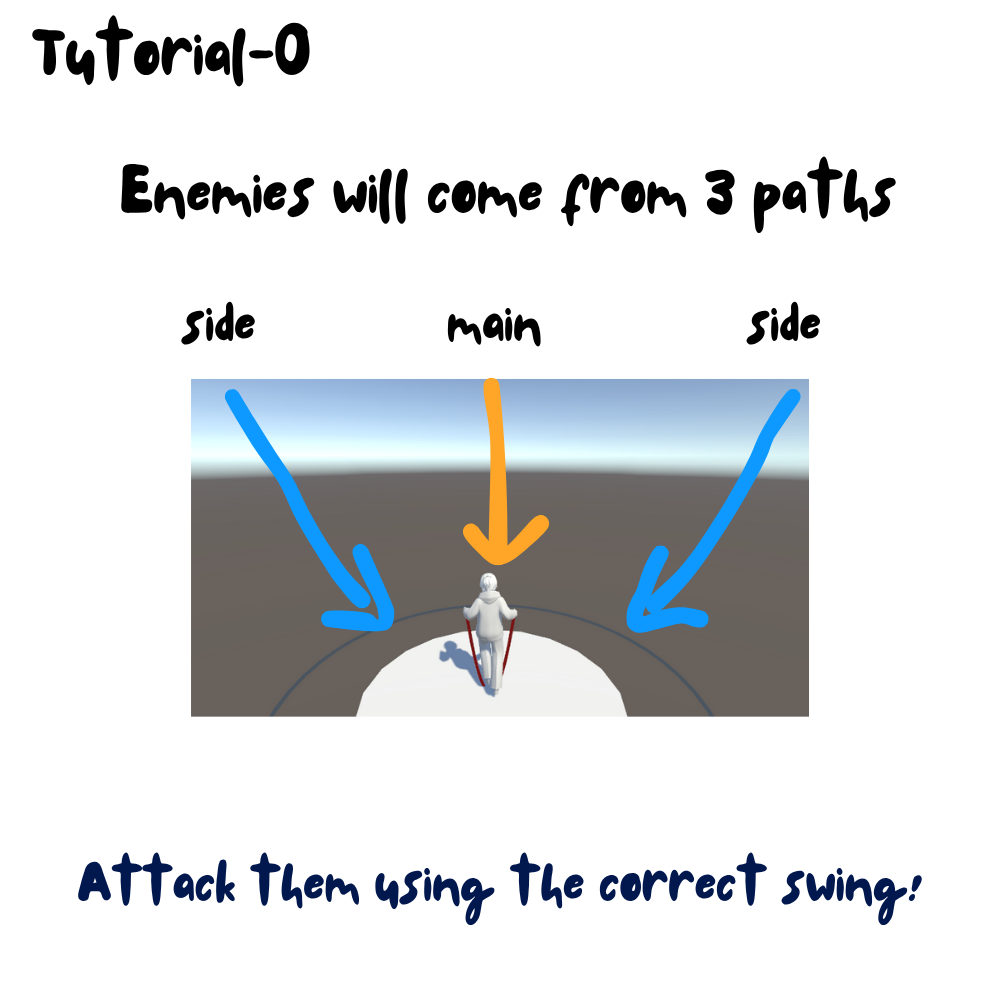 Tutorial-0
Enemies will come from 3 paths
side main side
Attack them using the correct swing!